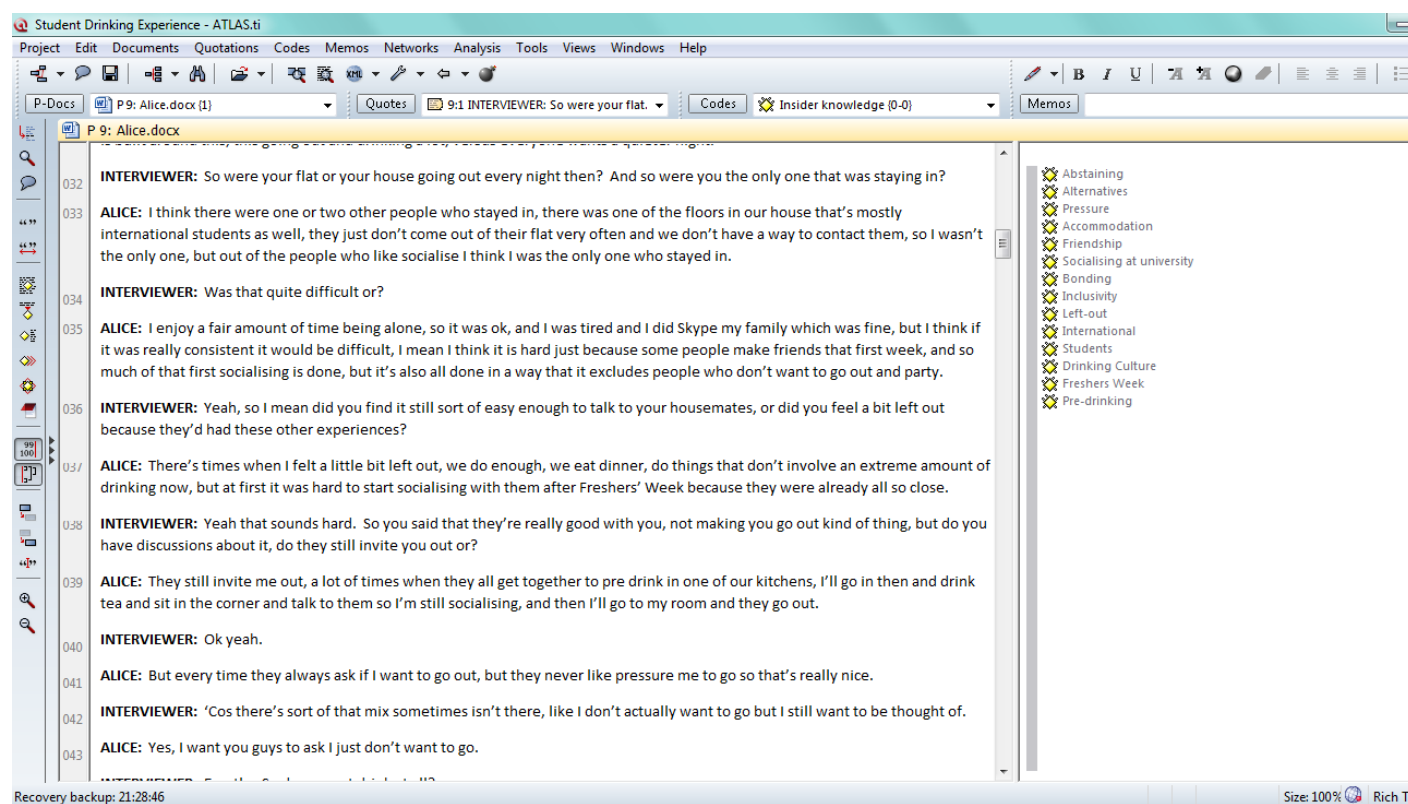 Student Drinking Experience - ATLAS.ti
Project Edit Documents Quotations Codes Memos Networks Analysis Tools Views Windows Help
XML B I U A A
P-Docs P 9: Alice.docx {1} Quotes 9:1 INTERVIEWER: So were your flat. Codes Insider knowledge {0-0} Memos
P 9: Alice.docx
is built around this, this going out and drinking a lot, versus everyone wants a quieter night.
032 INTERVIEWER: So were your flat or your house going out every night then? And so were you the only one that was staying in?
033 ALICE: I think there were one or two other people who stayed in, there was one of the floors in our house that’s mostly
international students as well, they just don’t come out of their flat very often and we don’t have a way to contact them, so I wasn’t
the only one, but out of the people who like socialise I think I was the only one who stayed in.
034 INTERVIEWER: Was that quite difficult or?
035 ALICE: I enjoy a fair amount of time being alone, so it was ok, and I was tired and I did Skype my family which was fine, but I think if
it was really consistent it would be difficult, I mean I think it is hard just because some people make friends that first week, and so
much of that first socialising is done, but it’s also all done in a way that it excludes people who don’t want to go out and party.
036 INTERVIEWER: Yeah, so I mean did you find it still sort of easy enough to talk to your housemates, or did you feel a bit left out
because they’d had these other experiences?
037 ALICE: There’s times when I felt a little bit left out, we do enough, we eat dinner, do things that don’t involve an extreme amount of
drinking now, but at first it was hard to start socialising with them after Freshers’ Week because they were already all so close.
038 INTERVIEWER: Yeah that sounds hard. So you said that they’re really good with you, not making you go out kind of thing, but do you
have discussions about it, do they still invite you out or?
039 ALICE: They still invite me out, a lot of times when they all get together to pre drink in one of our kitchens, I’ll go in then and drink
tea and sit in the corner and talk to them so I’m still socialising, and then I’ll go to my room and they go out.
040 INTERVIEWER: Ok yeah.
041 ALICE: But every time they always ask if I want to go out, but they never like pressure me to go so that’s really nice.
042 INTERVIEWER: ‘Cos there’s sort of that mix sometimes isn’t there, like I don’t actually want to go but I still want to be thought of.
043 ALICE: Yes, I want you guys to ask I just don’t want to go.
99
100
Abstaining
Alternatives
Pressure
Accommodation
Friendship
Socialising at university
Bonding
Inclusivity
Left-out
International
Students
Drinking Culture
Freshers Week
Pre-drinking
Recovery backup: 21:28:46 Size: 100% Rich T